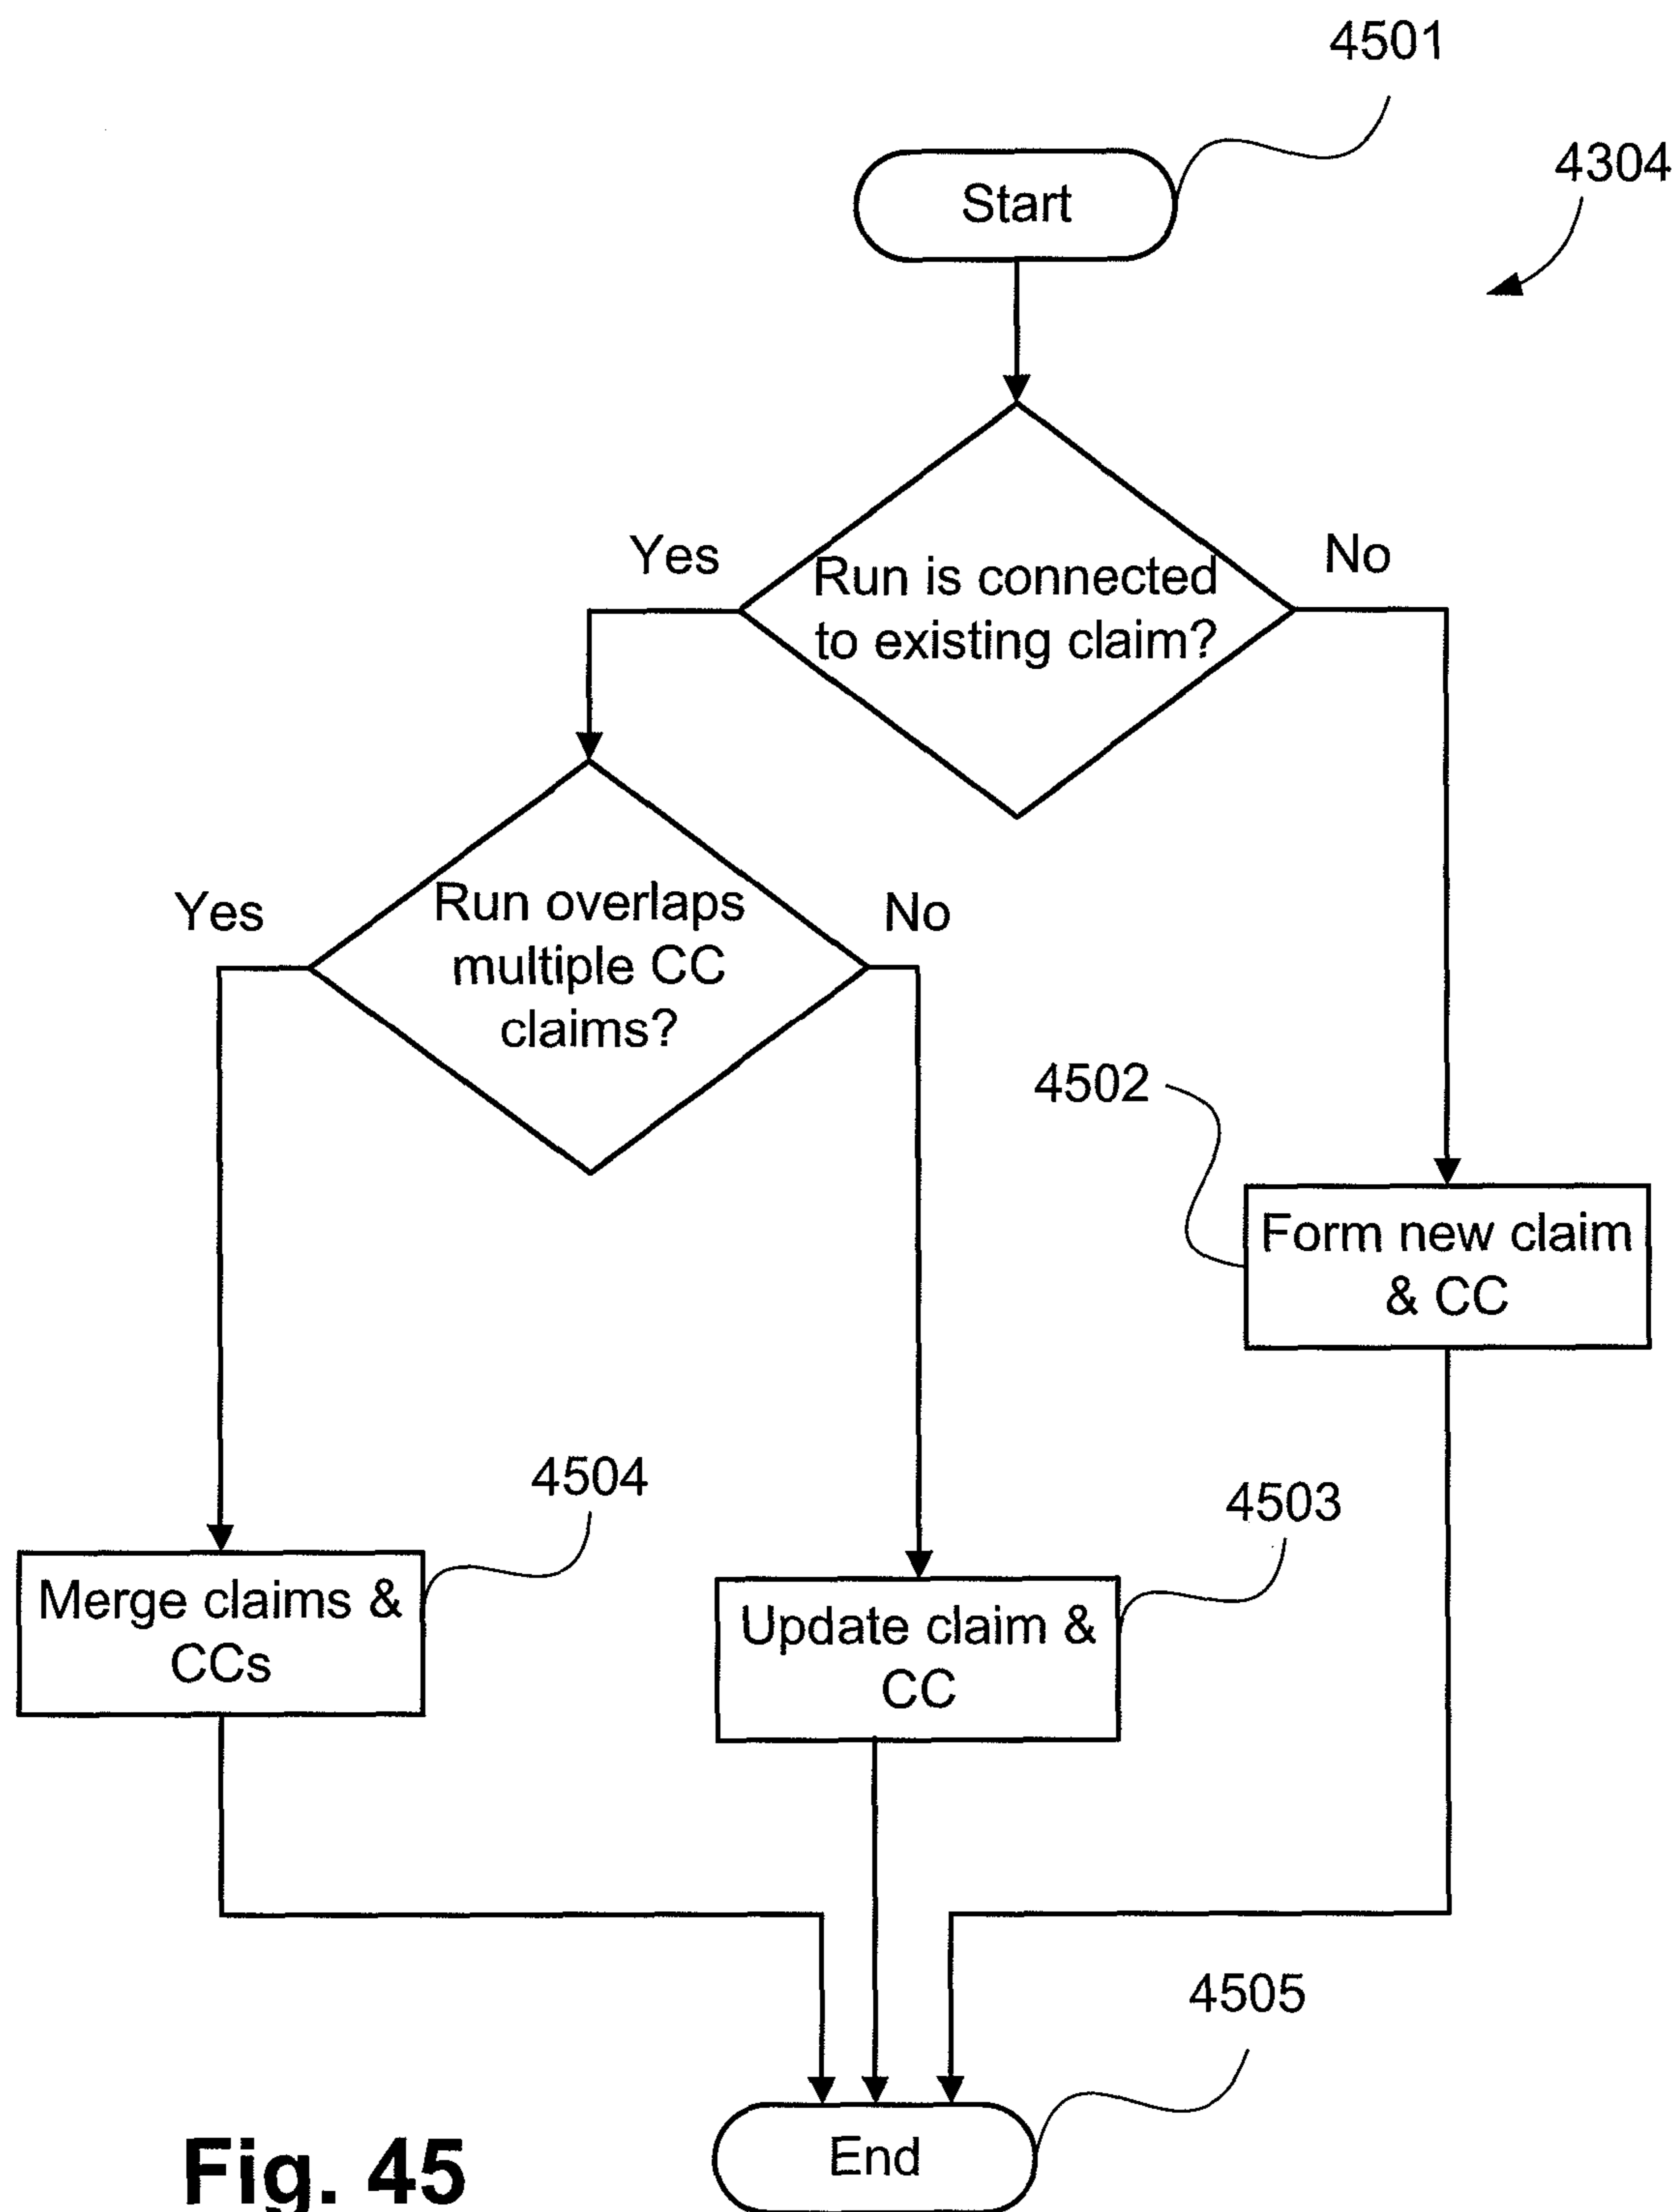 4501
4304
Start
Yes
No
Run is connected
to existing claim?
Yes
No
Run overlaps
multiple CC
claims?
4502
Form new claim
& CC
4504
4503
Merge claims &
CCs
Update claim &
CC
4505
End
Fig. 45